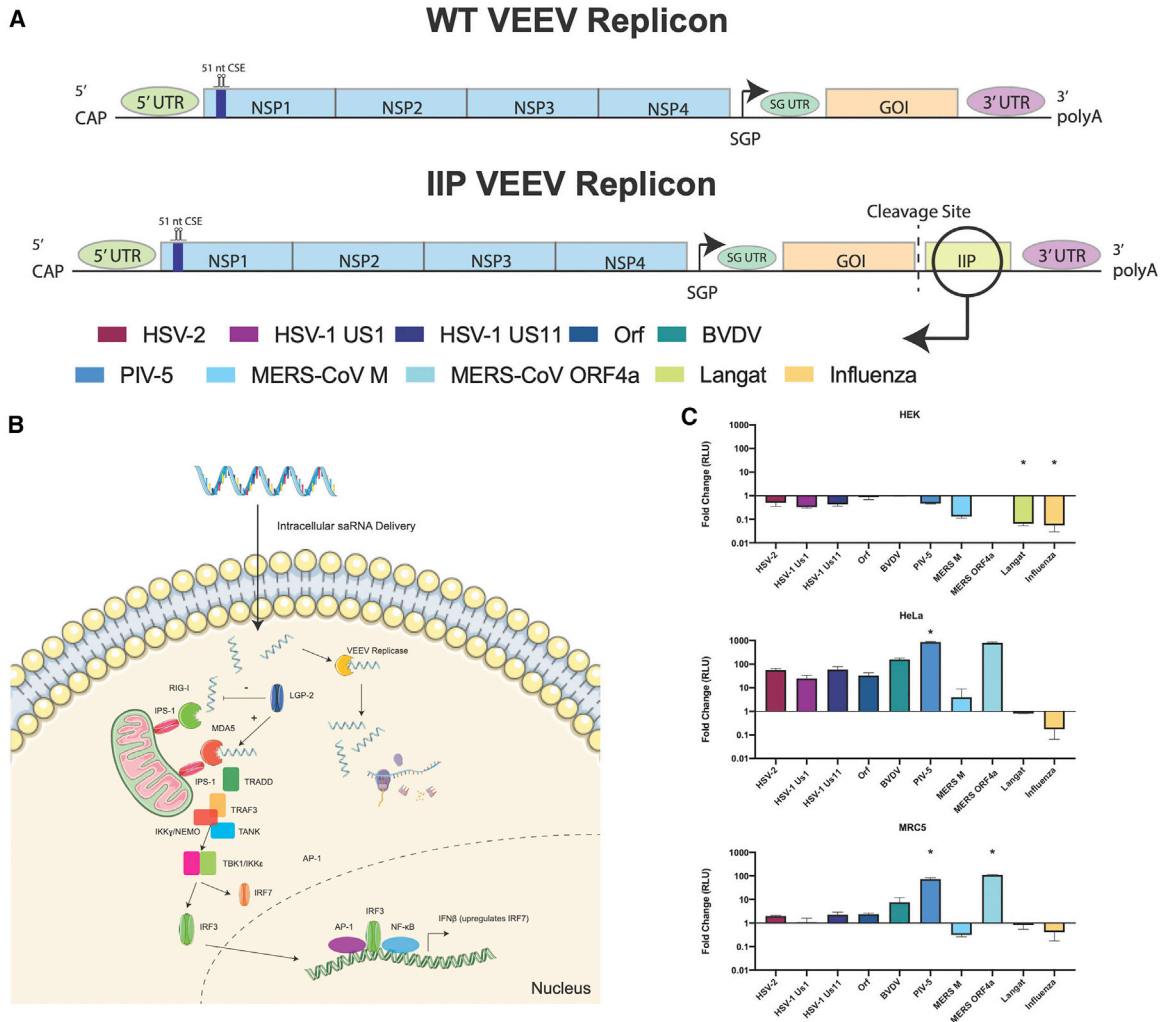 A
WT VEEV Replicon
51 nt CSE
5’
CAP
5’ UTR
NSP1
NSP2
NSP3
NSP4
SGP
SG UTR
GOI
3’ UTR
3’
polyA
IIP VEEV Replicon
Cleavage Site
51 nt CSE
5’
CAP
5’ UTR
NSP1
NSP2
NSP3
NSP4
SGP
SG UTR
GOI
IIP
3’ UTR
3’
polyA
HSV-2 HSV-1 US1 HSV-1 US11 Orf BVDV
PIV-5 MERS-CoV M MERS-CoV ORF4a Langat Influenza
B
Intracellular saRNA Delivery
VEEV Replicase
RIG-I
-
LGP-2
IPS-1
+
MDA5
IPS-1
TRADD
TRAF3
IKKɣ/NEMO
TANK
TBK1/IKKε
AP-1
IRF7
IRF3
IRF3
IFNβ (upregulates IRF7)
AP-1
NF-κB
Nucleus
C
HEK
Fold Change (RLU)
1000
100
10
1
0.1
0.01
* *
HSV-2
HSV-1 Us1
HSV-1 Us11
Orf
BVDV
PIV-5
MERS M
MERS ORF4a
Langat
Influenza
HeLa
Fold Change (RLU)
1000
100
10
1
0.1
0.01
*
HSV-2
HSV-1 Us1
HSV-1 Us11
Orf
BVDV
PIV-5
MERS M
MERS ORF4a
Langat
Influenza
MRC5
Fold Change (RLU)
1000
100
10
1
0.1
0.01
* *
HSV-2
HSV-1 Us1
HSV-1 Us11
Orf
BVDV
PIV-5
MERS M
MERS ORF4a
Langat
Influenza